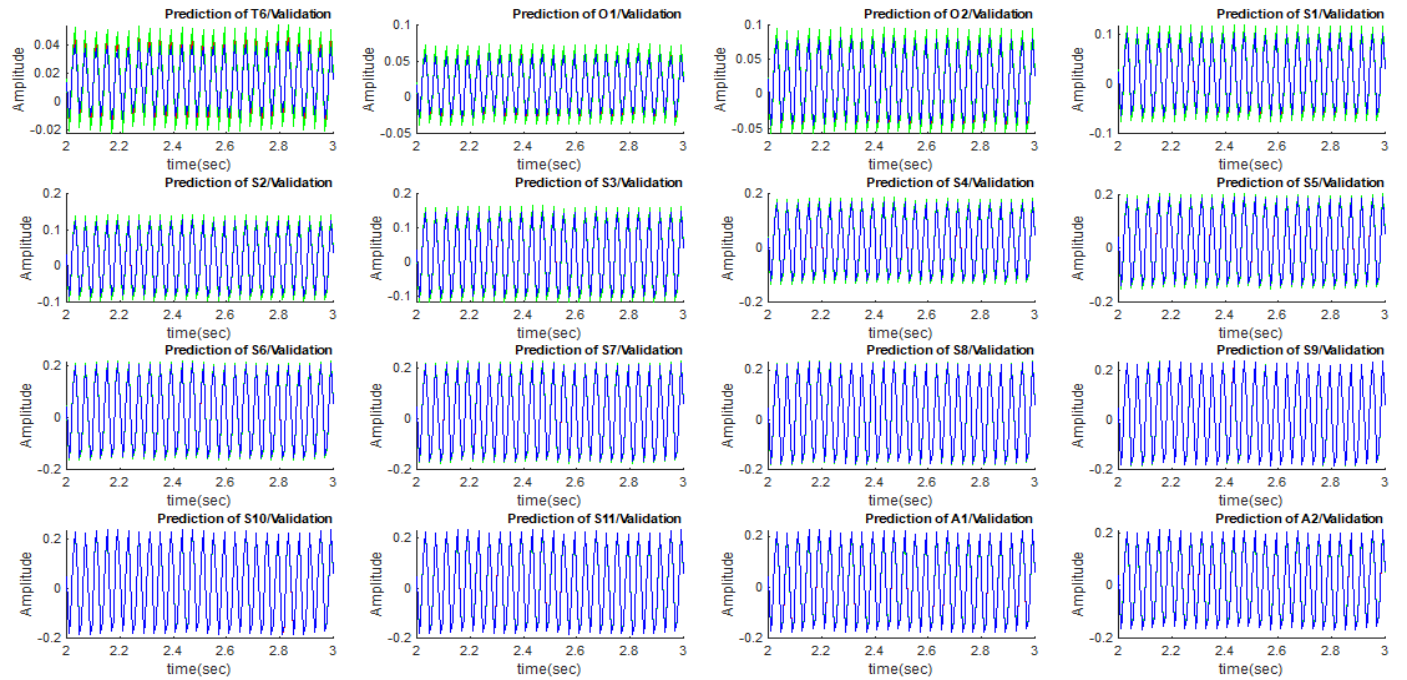 Prediction of T6/Validation
Amplitude
0.04
0.02
0
-0.02
2 2.2 2.4 2.6 2.8 3
time(sec)
Prediction of O1/Validation
Amplitude
0.1
0.05
0
-0.05
2 2.2 2.4 2.6 2.8 3
time(sec)
Prediction of O2/Validation
Amplitude
0.1
0.05
0
-0.05
2 2.2 2.4 2.6 2.8 3
time(sec)
Prediction of S1/Validation
Amplitude
0.1
0
-0.1
2 2.2 2.4 2.6 2.8 3
time(sec)
Prediction of S2/Validation
Amplitude
0.2
0.1
0
-0.1
2 2.2 2.4 2.6 2.8 3
time(sec)
Prediction of S3/Validation
Amplitude
0.2
0.1
0
-0.1
2 2.2 2.4 2.6 2.8 3
time(sec)
Prediction of S4/Validation
Amplitude
0.2
0
-0.2
2 2.2 2.4 2.6 2.8 3
time(sec)
Prediction of S5/Validation
Amplitude
0.2
0
-0.2
2 2.2 2.4 2.6 2.8 3
time(sec)
Prediction of S6/Validation
Amplitude
0.2
0
-0.2
2 2.2 2.4 2.6 2.8 3
time(sec)
Prediction of S7/Validation
Amplitude
0.2
0
-0.2
2 2.2 2.4 2.6 2.8 3
time(sec)
Prediction of S8/Validation
Amplitude
0.2
0
-0.2
2 2.2 2.4 2.6 2.8 3
time(sec)
Prediction of S9/Validation
Amplitude
0.2
0
-0.2
2 2.2 2.4 2.6 2.8 3
time(sec)
Prediction of S10/Validation
Amplitude
0.2
0
-0.2
2 2.2 2.4 2.6 2.8 3
time(sec)
Prediction of S11/Validation
Amplitude
0.2
0
-0.2
2 2.2 2.4 2.6 2.8 3
time(sec)
Prediction of A1/Validation
Amplitude
0.2
0
-0.2
2 2.2 2.4 2.6 2.8 3
time(sec)
Prediction of A2/Validation
Amplitude
0.2
0
-0.2
2 2.2 2.4 2.6 2.8 3
time(sec)